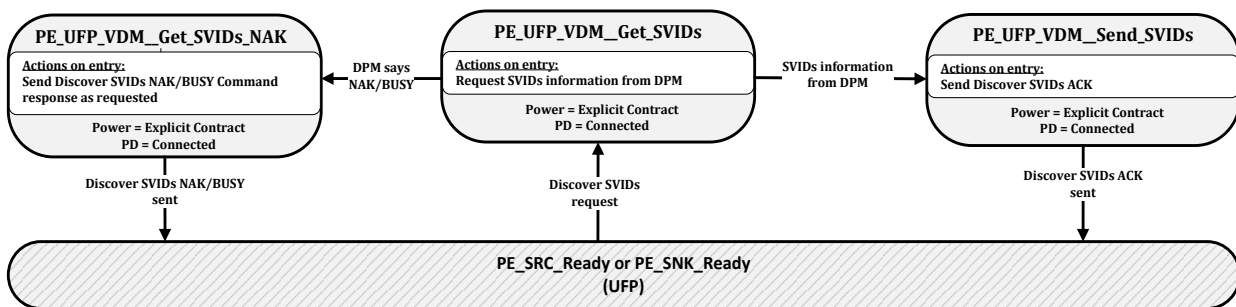 PE_UFP_VDM_Get_SVIDs_NAK
Actions on entry:
Send Discover SVIDs NAK/BUSY Command
response as requested
Power = Explicit Contract
PD = Connected
DPM says
NAK/BUSY
PE_UFP_VDM_Get_SVIDs
Actions on entry:
Request SVIDs information from DPM
Power = Explicit Contract
PD = Connected
SVIDs information
from DPM
PE_UFP_VDM_Send_SVIDs
Actions on entry:
Send Discover SVIDs ACK
Power = Explicit Contract
PD = Connected
Discover SVIDs NAK/BUSY
sent
Discover SVIDs
request
Discover SVIDs ACK
sent
PE_SRC_Ready or PE_SNK_Ready
(UFP)